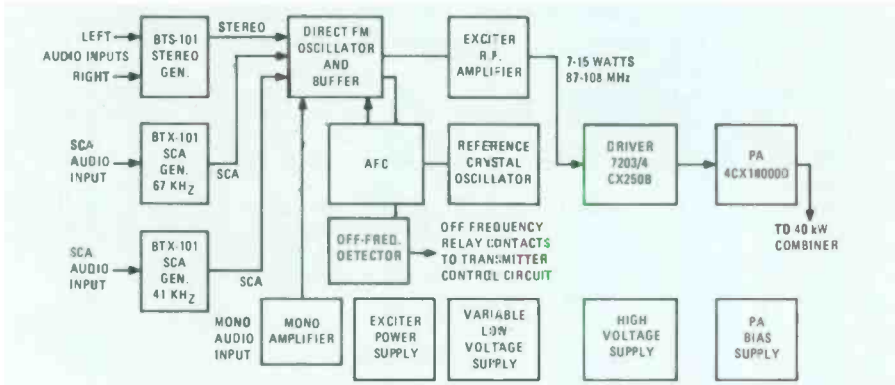 LEFT
AUDIO INPUTS
RIGHT
BTS-101
STEREO
GEN.
STEREO
DIRECT FM
OSCILLATOR
AND
BUFFER
EXCITER
R.F.
AMPLIFIER
7-15 WATTS
87-108 MHz
SCA
AUDIO
INPUT
BTX-101
SCA
GEN.
67 KHz
SCA
AFC
REFERENCE
CRYSTAL
OSCILLATOR
DRIVER
7203/4
CX250B
PA
4CX10000D
TO 40 kW
COMBINER
SCA
AUDIO
INPUT
BTX-101
SCA
GEN.
41 KHz
SCA
OFF-FREQ.
DETECTOR
OFF FREQUENCY
RELAY CONTACTS
TO TRANSMITTER
CONTROL CIRCUIT
MONO
AUDIO
INPUT
MONO
AMPLIFIER
EXCITER
POWER
SUPPLY
VARIABLE
LOW
VOLTAGE
SUPPLY
HIGH
VOLTAGE
SUPPLY
PA
BIAS
SUPPLY